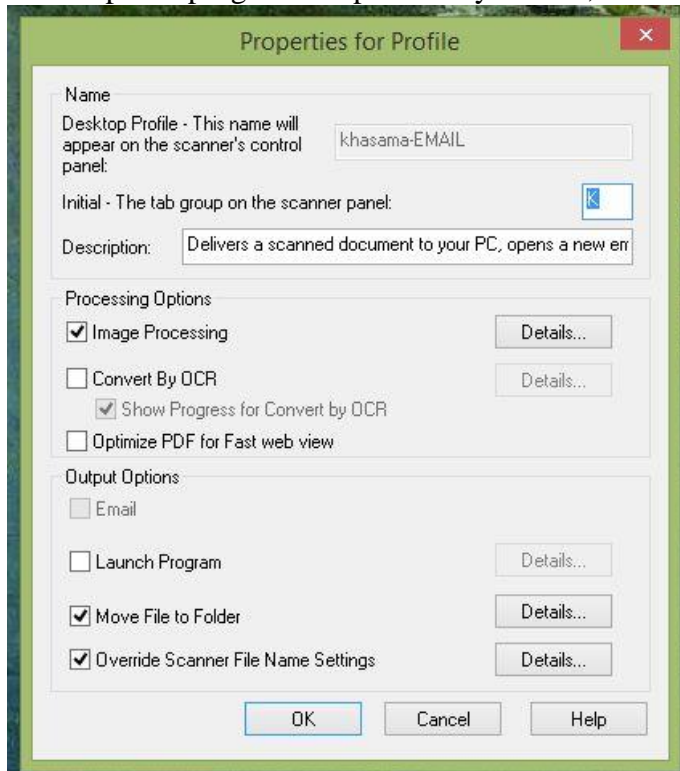 Properties for Profile
Name
Desktop Profile - This name will
appear on the scanner's control
panel:
khasama-EMAIL
Initial - The tab group on the scanner panel:
K
Description:
Delivers a scanned document to your PC, opens a new em
Processing Options
Image Processing
Details...
Convert By OCR
Details...
Show Progress for Convert by OCR
Optimize PDF for Fast web view
Output Options
Email
Launch Program
Details...
Move File to Folder
Details...
Override Scanner File Name Settings
Details...
OK
Cancel
Help